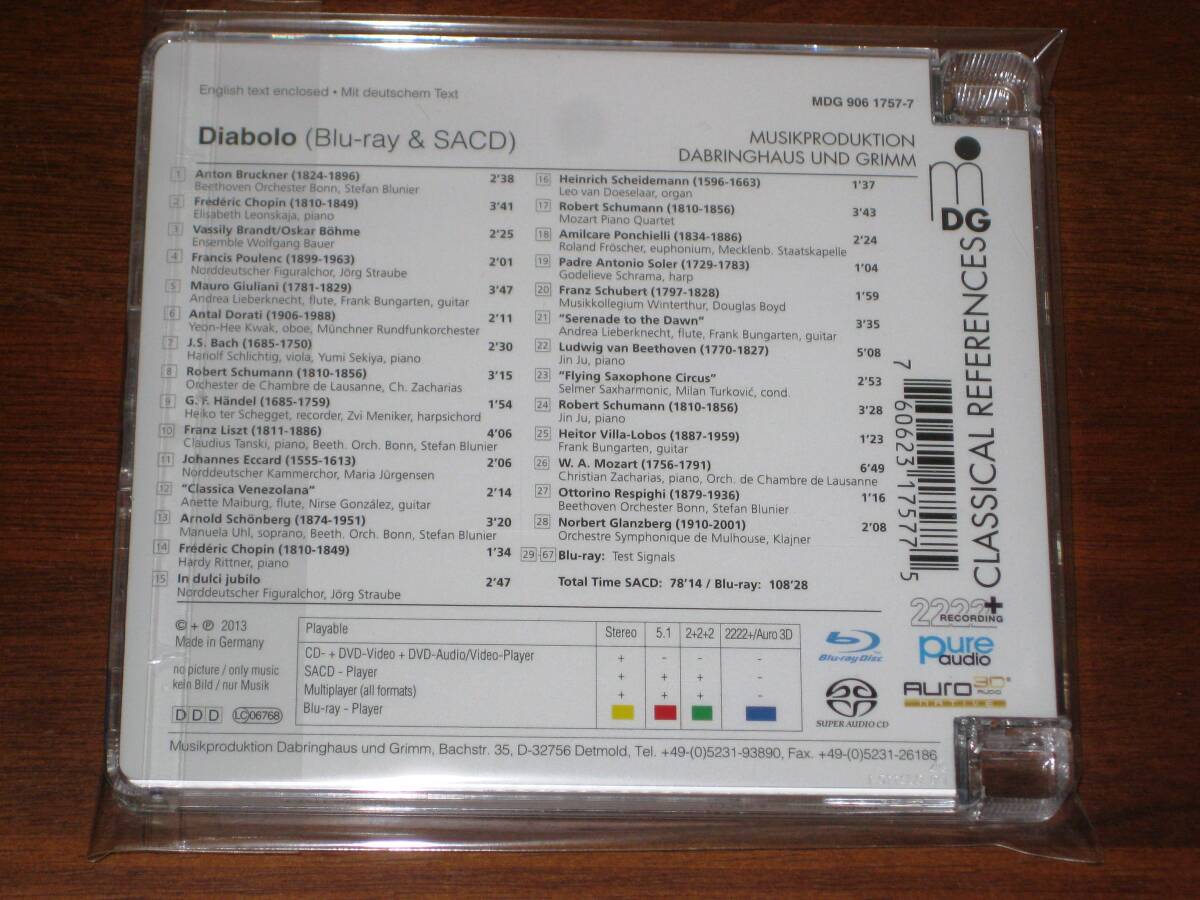 English text enclosed • Mit deutschem Text
MDG 906 1757-7
Diabolo (Blu-ray & SACD)
MUSIKPRODUKTION
DABRINGHAUS UND GRIMM
1 Anton Bruckner (1824-1896) 2’38
Beethoven Orchester Bonn, Stefan Blunier
2 Frédéric Chopin (1810-1849) 3’41
Elisabeth Leonskaja, piano
3 Vassily Brandt/Oskar Böhme 2’25
Ensemble Wolfgang Bauer
4 Francis Poulenc (1899-1963) 2’01
Norddeutscher Figuralchor, Jörg Straube
5 Mauro Giuliani (1781-1829) 3’47
Andrea Lieberknecht, flute, Frank Bungarten, guitar
6 Antal Dorati (1906-1988) 2’11
Yeon-Hee Kwak, oboe, Münchner Rundfunkorchester
7 J.S. Bach (1685-1750) 2’30
Hariolf Schlichtig, viola, Yumi Sekiya, piano
8 Robert Schumann (1810-1856) 3’15
Orchester de Chambre de Lausanne, Ch. Zacharias
9 G. F. Händel (1685-1759) 1’54
Heiko ter Schegget, recorder, Zvi Meniker, harpsichord
10 Franz Liszt (1811-1886) 4’06
Claudius Tanski, piano, Beeth. Orch. Bonn, Stefan Blunier
11 Johannes Eccard (1555-1613) 2’06
Norddeutscher Kammerchor, Maria Jürgensen
12 “Classica Venezolana” 2’14
Anette Maiburg, flute, Nirse González, guitar
13 Arnold Schönberg (1874-1951) 3’20
Manuela Uhl, soprano, Beeth. Orch. Bonn, Stefan Blunier
14 Frédéric Chopin (1810-1849) 1’34
Hardy Rittner, piano
15 In dulci jubilo 2’47
Norddeutscher Figuralchor, Jörg Straube
16 Heinrich Scheidemann (1596-1663) 1’37
Leo van Doeselaar, organ
17 Robert Schumann (1810-1856) 3’43
Mozart Piano Quartet
18 Amilcare Ponchielli (1834-1886) 2’24
Roland Fröscher, euphonium, Mecklenb. Staatskapelle
19 Padre Antonio Soler (1729-1783) 1’04
Godelieve Schrama, harp
20 Franz Schubert (1797-1828) 1’59
Musikkollegium Winterthur, Douglas Boyd
21 “Serenade to the Dawn” 3’35
Andrea Lieberknecht, flute, Frank Bungarten, guitar
22 Ludwig van Beethoven (1770-1827) 5’08
Jin Ju, piano
23 “Flying Saxophone Circus” 2’53
Selmer Saxharmonic, Milan Turković, cond.
24 Robert Schumann (1810-1856) 3’28
Jin Ju, piano
25 Heitor Villa-Lobos (1887-1959) 1’23
Frank Bungarten, guitar
26 W. A. Mozart (1756-1791) 6’49
Christian Zacharias, piano, Orch. de Chambre de Lausanne
27 Ottorino Respighi (1879-1936) 1’16
Beethoven Orchester Bonn, Stefan Blunier
28 Norbert Glanzberg (1910-2001) 2’08
Orchestre Symphonique de Mulhouse, Klajner
29-67 Blu-ray: Test Signals
Total Time SACD: 78’14 / Blu-ray: 108’28
DG
CLASSICAL REFERENCES
7 60623 17577 5
2222+
RECORDING
© + ℗ 2013
Made in Germany
no picture / only music
kein Bild / nur Musik
DDD
LC06768
Playable Stereo 5.1 2+2+2 2222+/Auro 3D
CD- + DVD-Video + DVD-Audio/Video-Player + - - -
SACD - Player + + + -
Multiplayer (all formats) + + + -
Blu-ray - Player
Blu-ray Disc
pure audio
SUPER AUDIO CD
AURO 3D AUDIO
NATIVE
Musikproduktion Dabringhaus und Grimm, Bachstr. 35, D-32756 Detmold, Tel. +49-(0)5231-93890, Fax. +49-(0)5231-26186